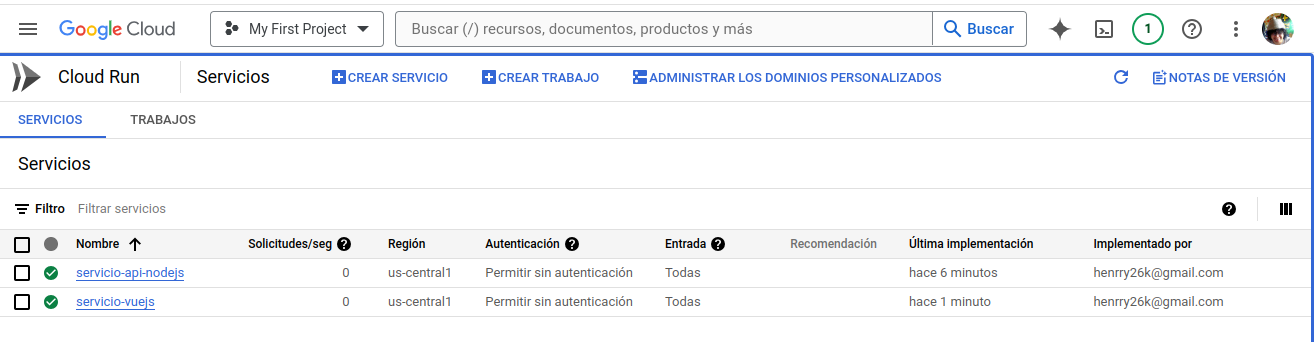 Google Cloud My First Project Buscar (/) recursos, documentos, productos y más Buscar 1
Cloud Run Servicios CREAR SERVICIO CREAR TRABAJO ADMINISTRAR LOS DOMINIOS PERSONALIZADOS NOTAS DE VERSIÓN
SERVICIOS TRABAJOS
Servicios
Filtro Filtrar servicios
Nombre Solicitudes/seg Región Autenticación Entrada Recomendación Última implementación Implementado por
servicio-api-nodejs 0 us-central1 Permitir sin autenticación Todas hace 6 minutos henrry26k@gmail.com
servicio-vuejs 0 us-central1 Permitir sin autenticación Todas hace 1 minuto henrry26k@gmail.com